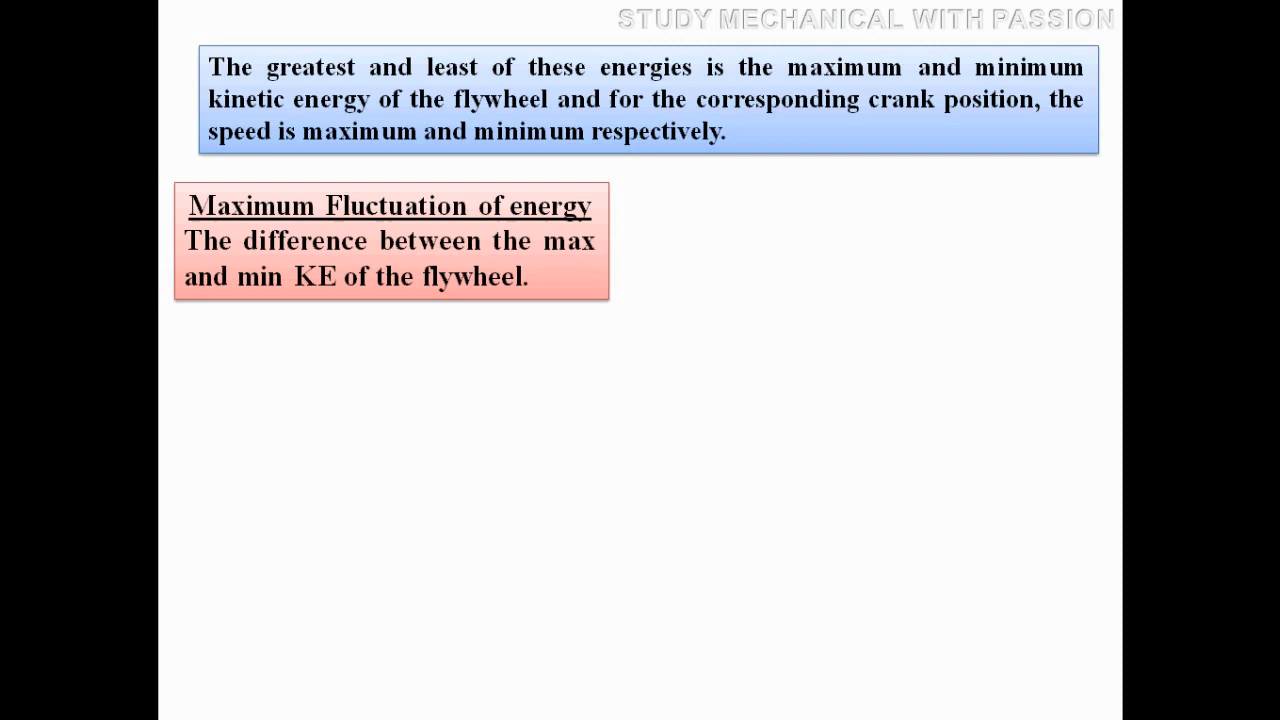 STUDY MECHANICAL WITH PASSION
The greatest and least of these energies is the maximum and minimum
kinetic energy of the flywheel and for the corresponding crank position, the
speed is maximum and minimum respectively.
Maximum Fluctuation of energy
The difference between the max
and min KE of the flywheel.